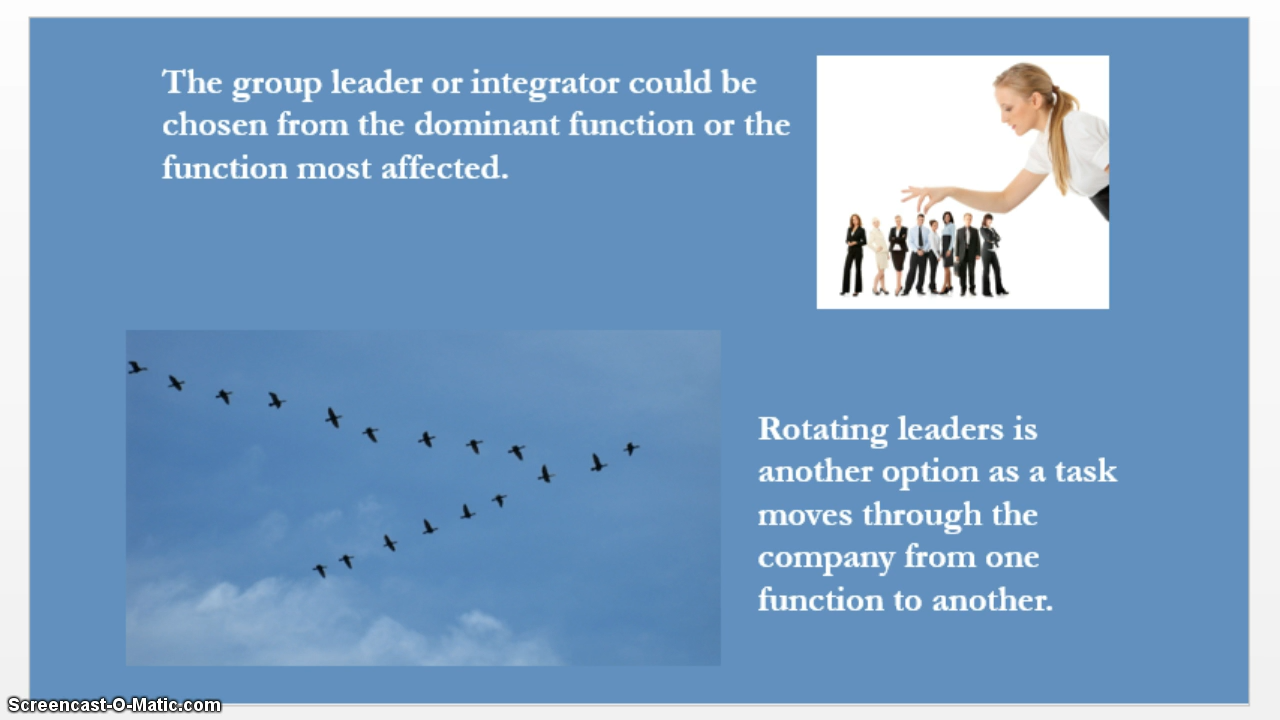 The group leader or integrator could be
chosen from the dominant function or the
function most affected.
Rotating leaders is
another option as a task
moves through the
company from one
function to another.
Screencast-O-Matic.com